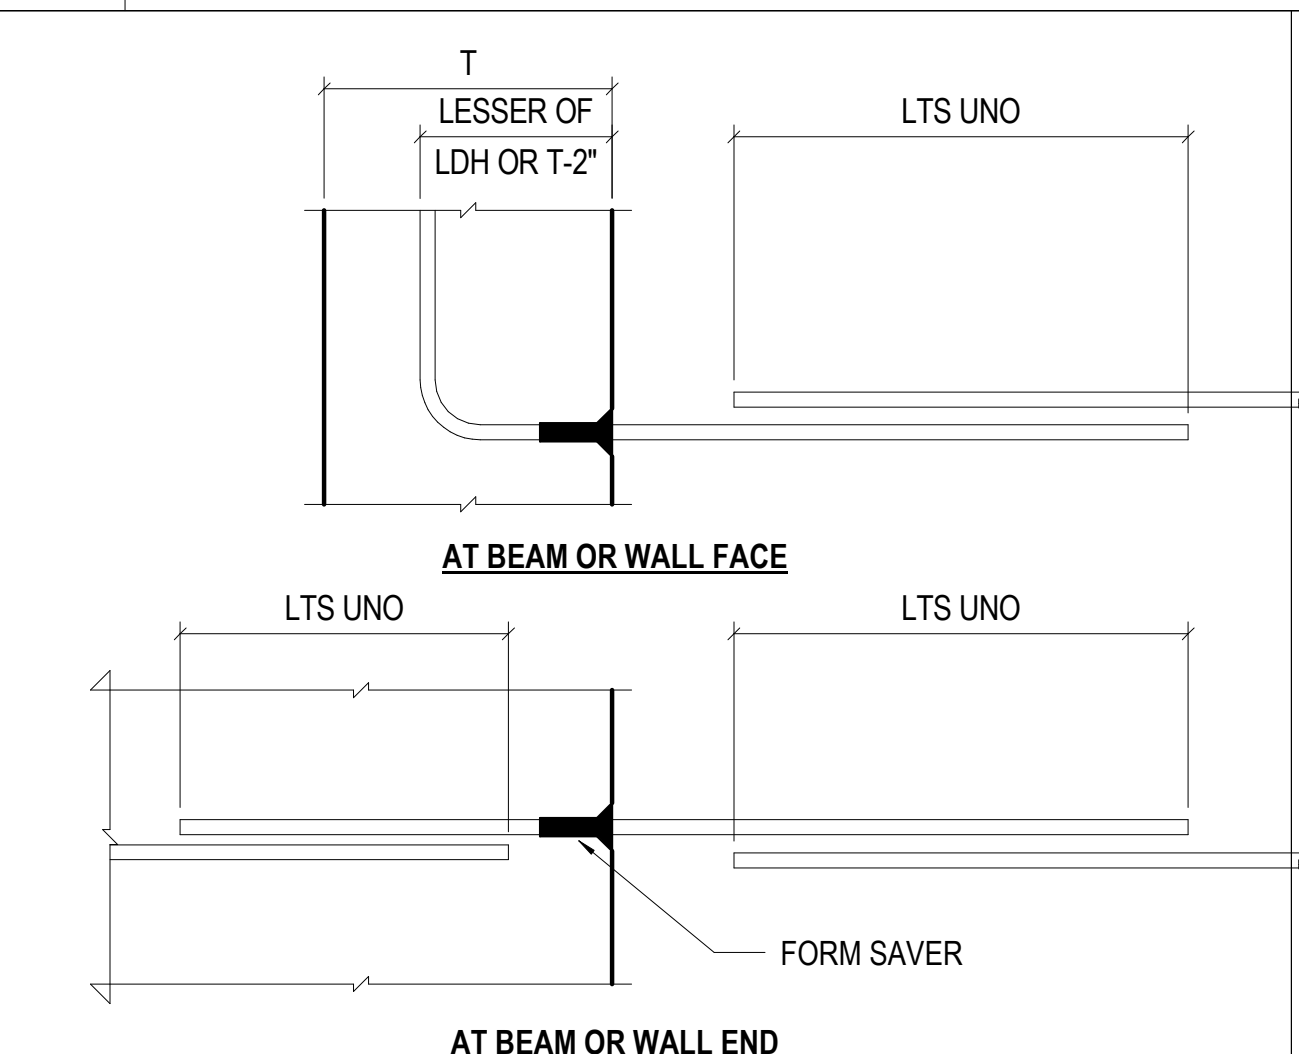 T
LESSER OF
LDH OR T-2"
LTS UNO
AT BEAM OR WALL FACE
LTS UNO
LTS UNO
FORM SAVER
AT BEAM OR WALL END